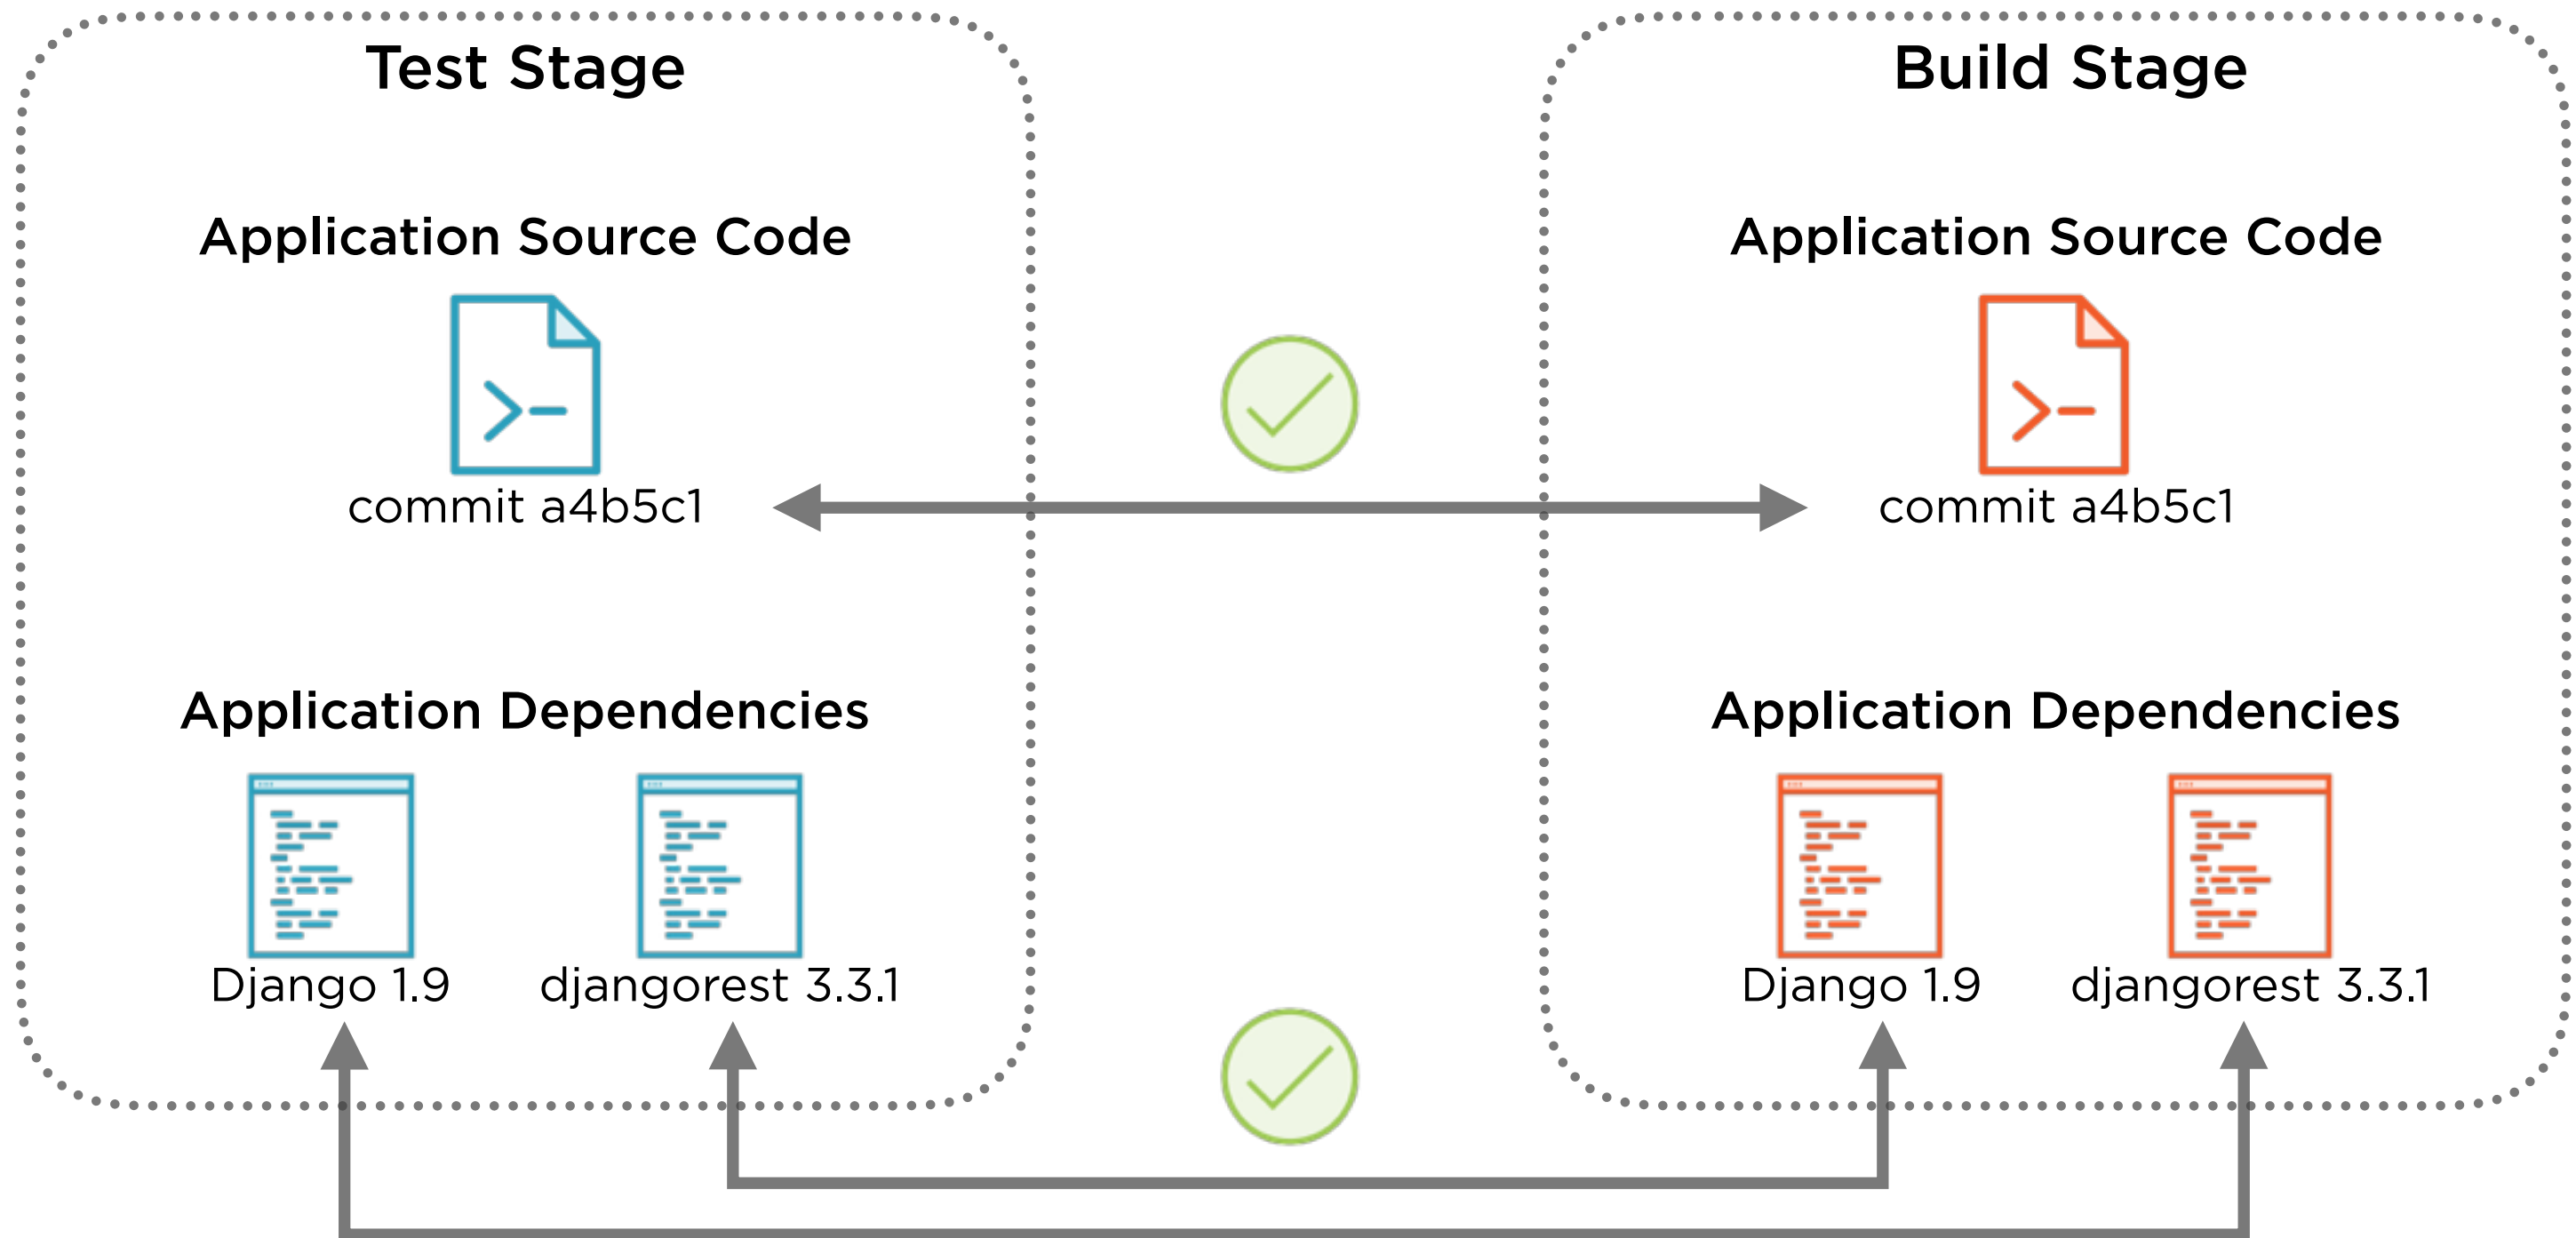 Test Stage
Application Source Code
commit a4b5c1
Application Dependencies
Django 1.9
djangorest 3.3.1
Build Stage
Application Source Code
commit a4b5c1
Application Dependencies
Django 1.9
djangorest 3.3.1